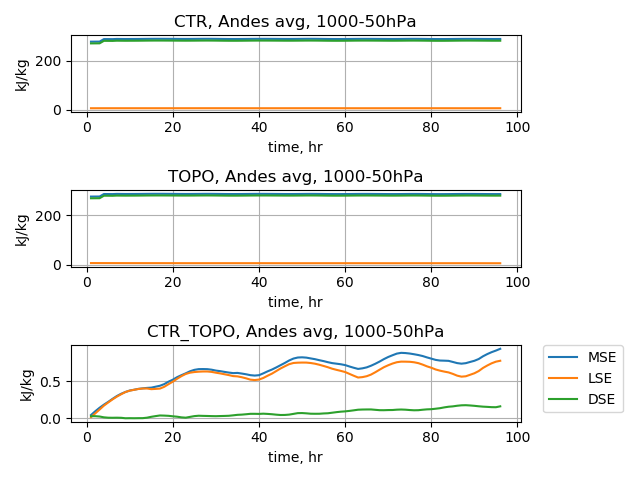 CTR, Andes avg, 1000-50hPa
200
0
kJ/kg
0 20 40 60 80 100
time, hr
TOPO, Andes avg, 1000-50hPa
200
0
kJ/kg
0 20 40 60 80 100
time, hr
CTR_TOPO, Andes avg, 1000-50hPa
0.5
0.0
kJ/kg
0 20 40 60 80 100
time, hr
MSE
LSE
DSE